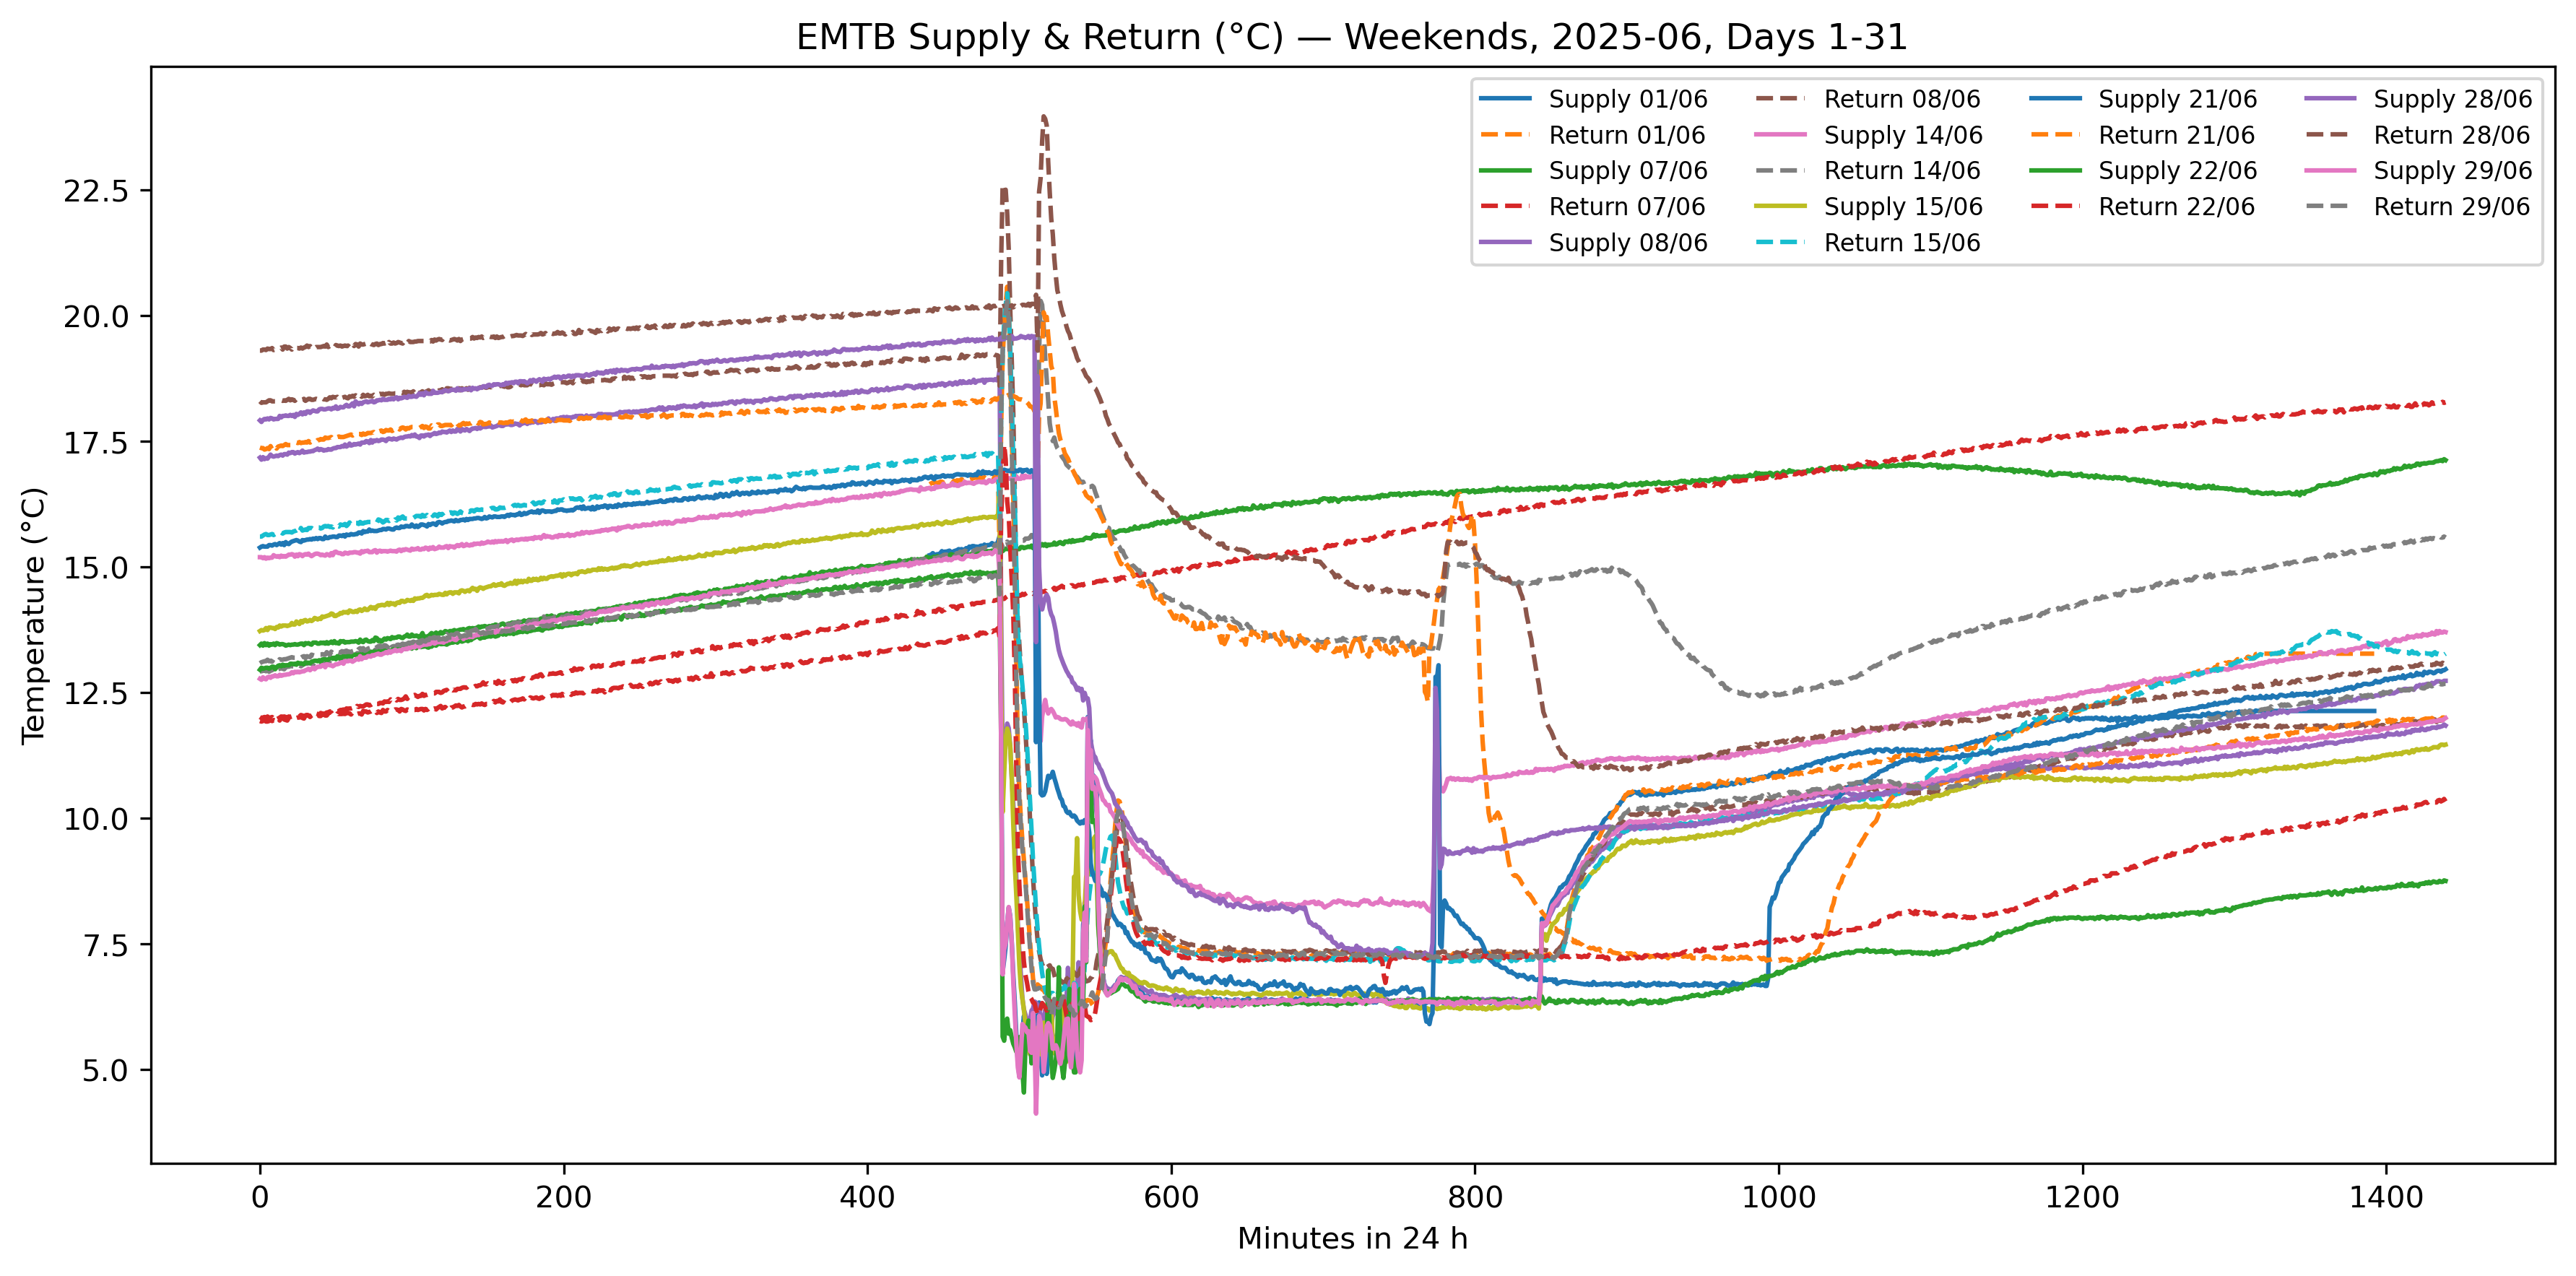 EMTB Supply & Return (°C) — Weekends, 2025-06, Days 1-31
Supply 01/06
Return 01/06
Supply 07/06
Return 07/06
Supply 08/06
Return 08/06
Supply 14/06
Return 14/06
Supply 15/06
Return 15/06
Supply 21/06
Return 21/06
Supply 22/06
Return 22/06
Supply 28/06
Return 28/06
Supply 29/06
Return 29/06
Temperature (°C)
22.5
20.0
17.5
15.0
12.5
10.0
7.5
5.0
0 200 400 600 800 1000 1200 1400
Minutes in 24 h